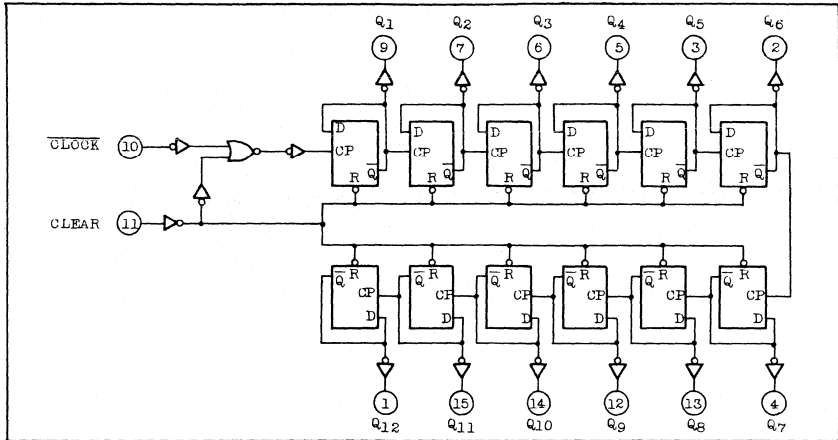 Q1 Q2 Q3 Q4 Q5 Q6
9 7 6 5 3 2
D D D D D D
CLOCK 10
CP CP CP CP CP CP
Q Q Q Q Q Q
R R R R R R
CLEAR 11
R R R R R R
Q Q Q Q Q Q
CP CP CP CP CP CP
D D D D D D
1 15 14 12 13 4
Q12 Q11 Q10 Q9 Q8 Q7